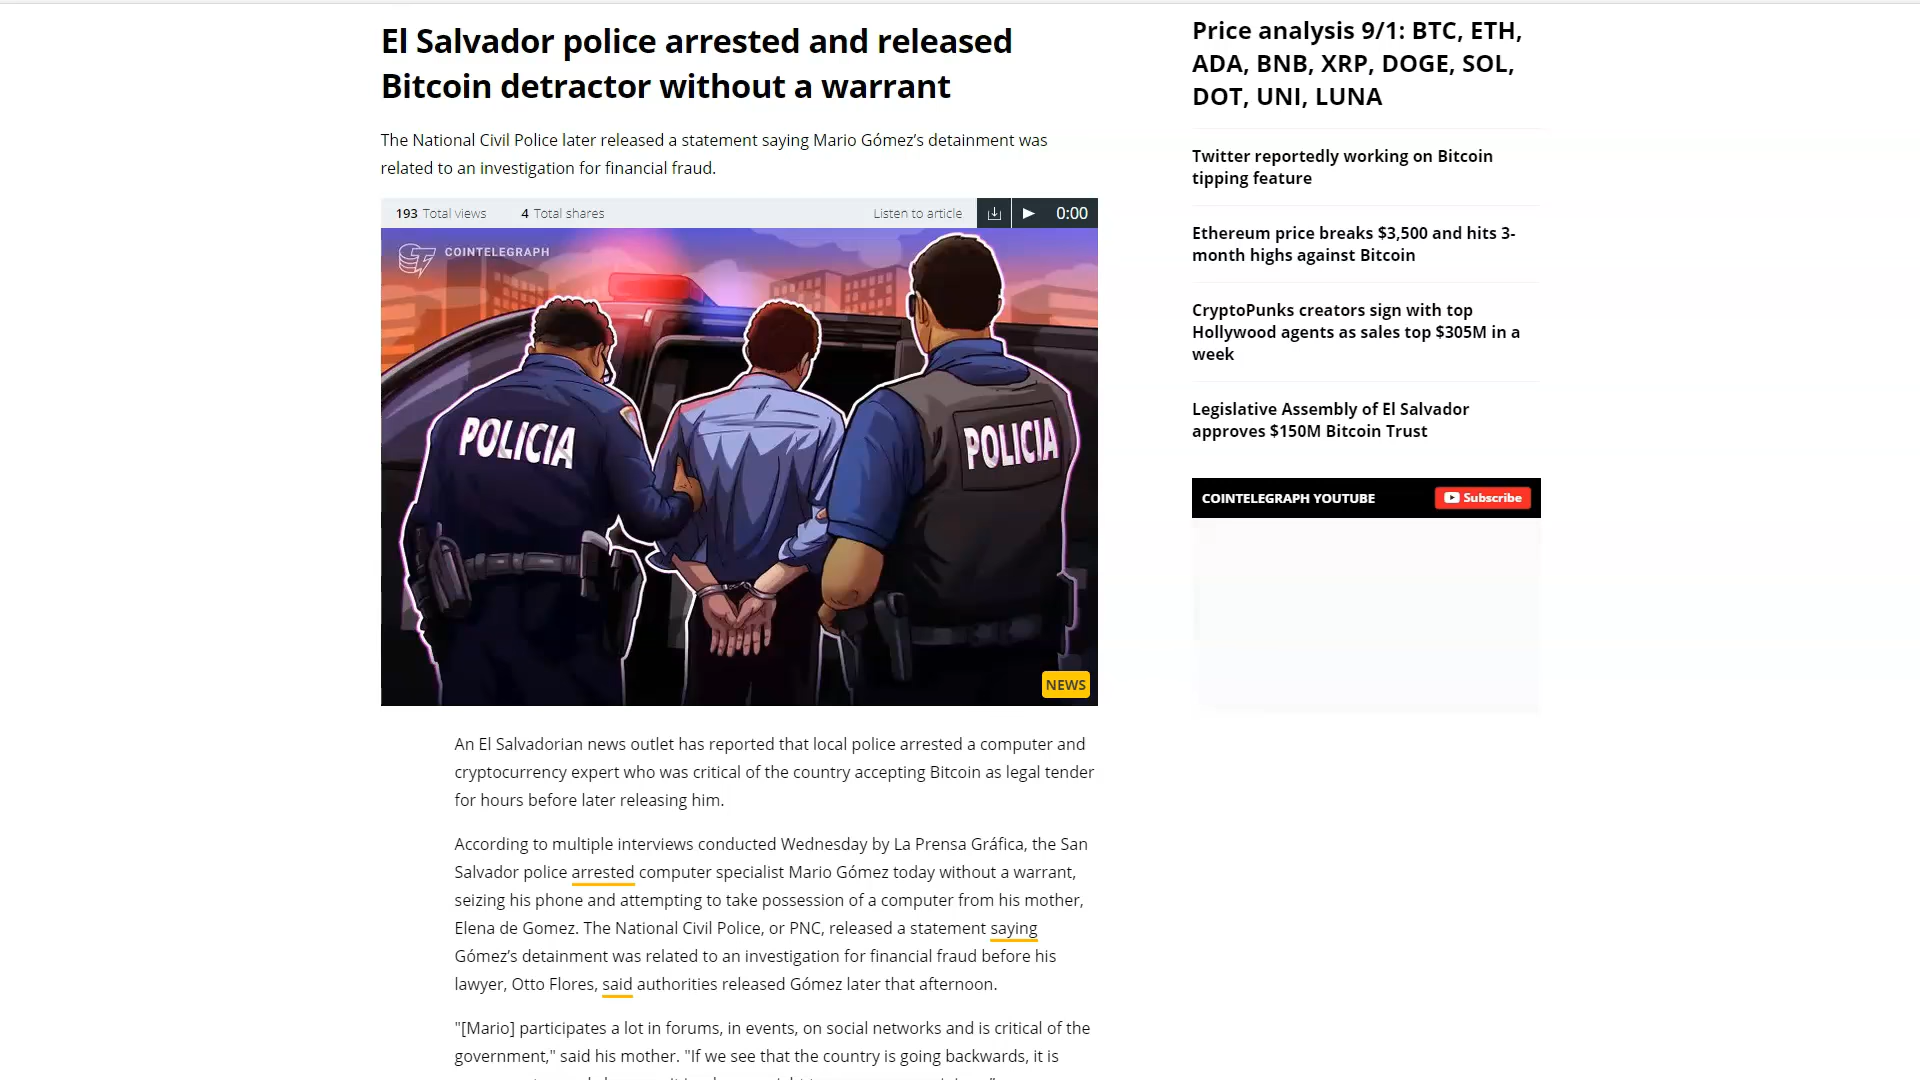 El Salvador police arrested and released
Bitcoin detractor without a warrant
The National Civil Police later released a statement saying Mario Gómez’s detainment was
related to an investigation for financial fraud.
193 Total views 4 Total shares Listen to article 0:00
COINTELEGRAPH
POLICIA
POLICIA
NEWS
An El Salvadorian news outlet has reported that local police arrested a computer and
cryptocurrency expert who was critical of the country accepting Bitcoin as legal tender
for hours before later releasing him.
According to multiple interviews conducted Wednesday by La Prensa Gráfica, the San
Salvador police arrested computer specialist Mario Gómez today without a warrant,
seizing his phone and attempting to take possession of a computer from his mother,
Elena de Gomez. The National Civil Police, or PNC, released a statement saying
Gómez’s detainment was related to an investigation for financial fraud before his
lawyer, Otto Flores, said authorities released Gómez later that afternoon.
"[Mario] participates a lot in forums, in events, on social networks and is critical of the
government," said his mother. "If we see that the country is going backwards, it is
Price analysis 9/1: BTC, ETH,
ADA, BNB, XRP, DOGE, SOL,
DOT, UNI, LUNA
Twitter reportedly working on Bitcoin
tipping feature
Ethereum price breaks $3,500 and hits 3-
month highs against Bitcoin
CryptoPunks creators sign with top
Hollywood agents as sales top $305M in a
week
Legislative Assembly of El Salvador
approves $150M Bitcoin Trust
COINTELEGRAPH YOUTUBE Subscribe